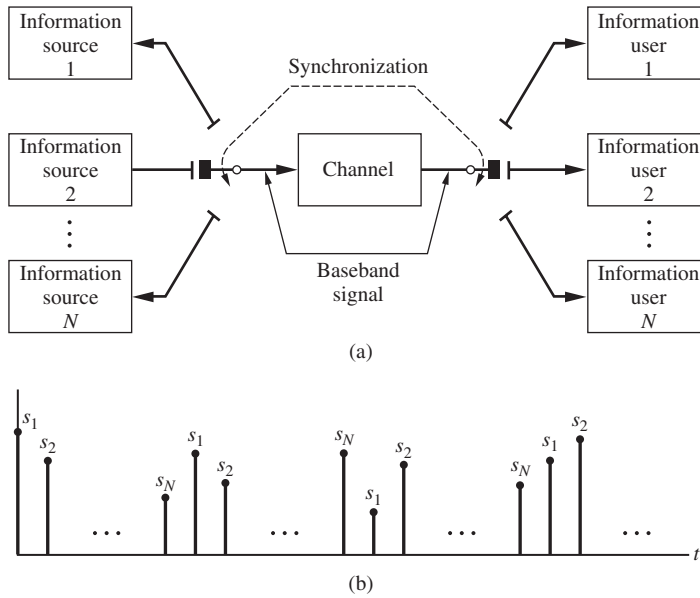 Information
source
1
Information
user
1
Synchronization
Information
source
2
Channel
Information
user
2
Information
source
N
Baseband
signal
Information
user
N
(a)
s1
s2
...
sN
s1
s2
...
sN
s1
s2
...
sN
s1
s2
...
t
(b)